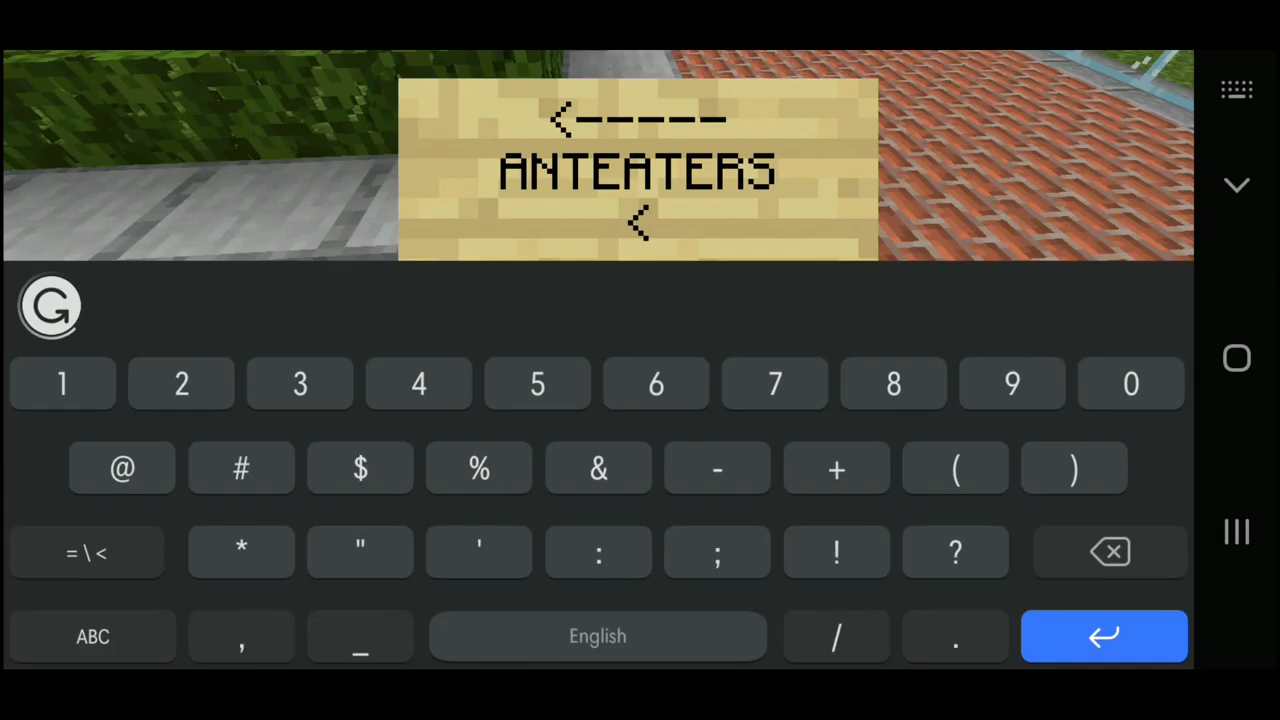 <-----
ANTEATERS
<
1 2 3 4 5 6 7 8 9 0
@ # $ % & - + ( )
= \ < * " ' : ; ! ?
ABC , _ English / .